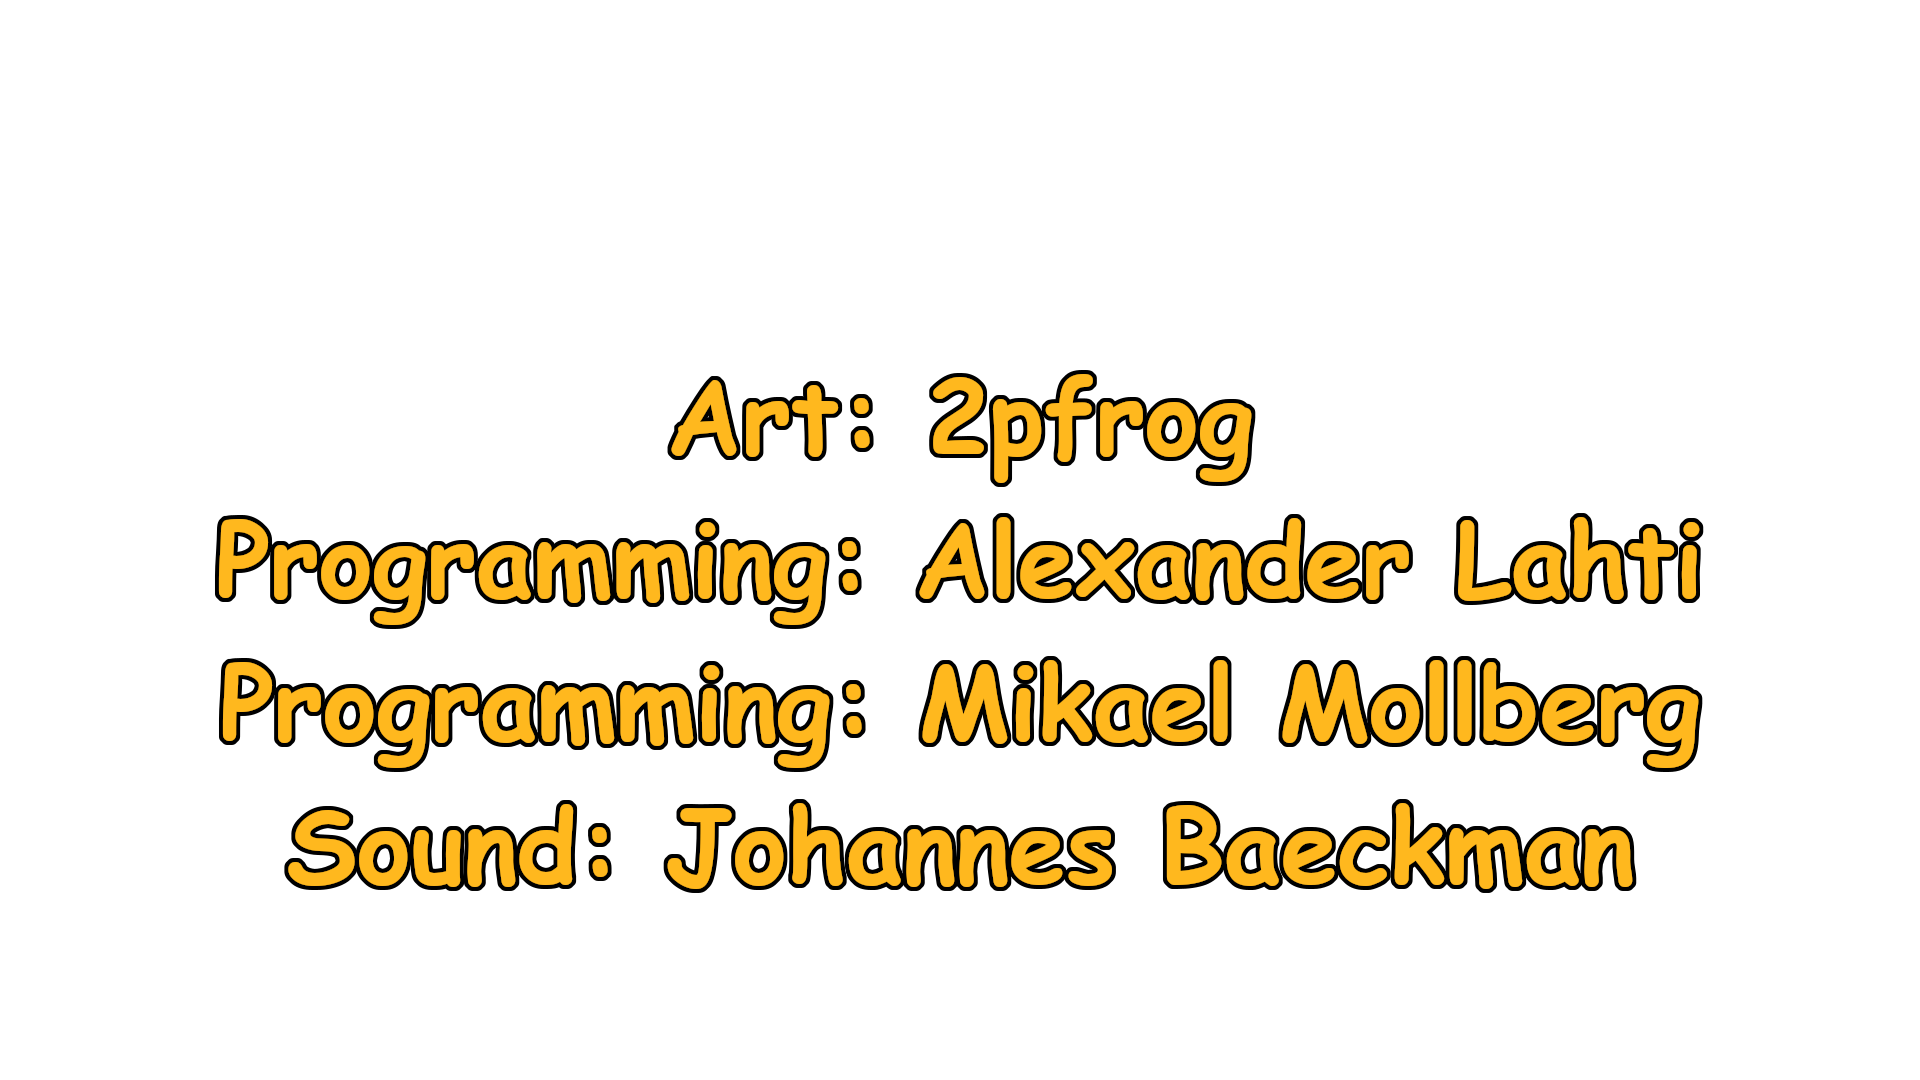 Art: 2pfrog
Programming: Alexander Lahti
Programming: Mikael Mollberg
Sound: Johannes Baeckman